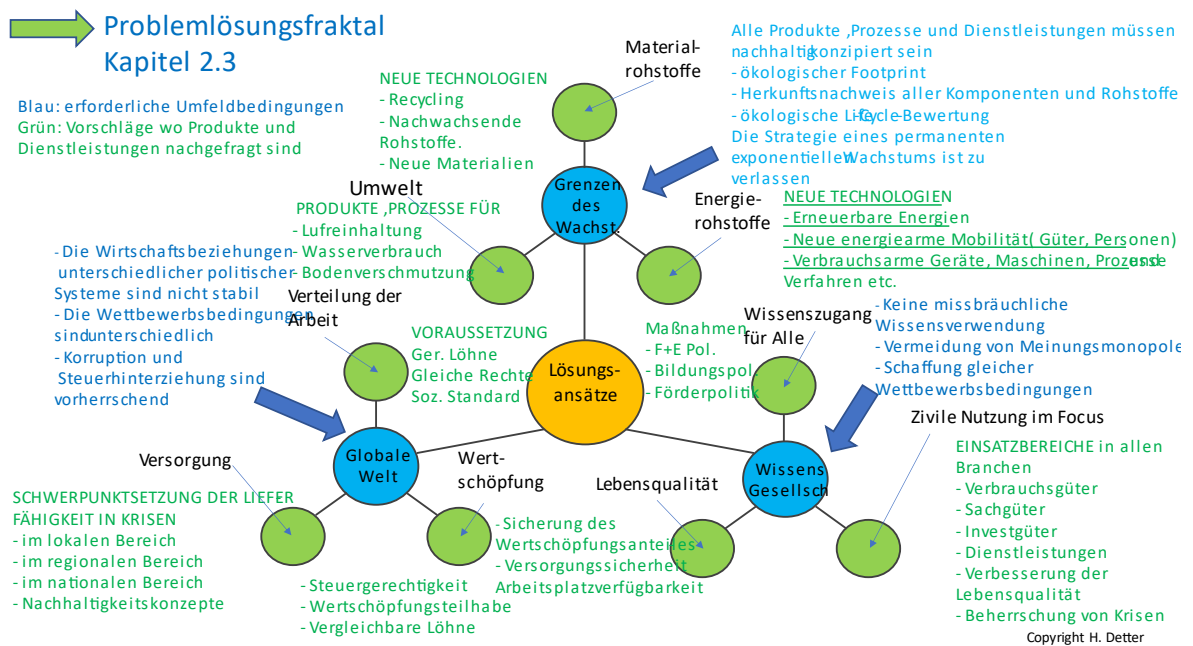 Problemlösungsfraktal
Kapitel 2.3
Blau: erforderliche Umfeldbedingungen
Grün: Vorschläge wo Produkte und
Dienstleistungen nachgefragt sind
Material-
rohstoffe
NEUE TECHNOLOGIEN
- Recycling
- Nachwachsende
Rohstoffe.
- Neue Materialien
Alle Produkte ,Prozesse und Dienstleistungen müssen
nachhaltig konzipiert sein
- ökologischer Footprint
- Herkunftsnachweis aller Komponenten und Rohstoffe
- ökologische Life-Cycle-Bewertung
Die Strategie eines permanenten
exponentiellen Wachstums ist zu
verlassen
Grenzen
des
Wachst.
Umwelt
PRODUKTE ,PROZESSE FÜR
- Lufreinhaltung
- Wasserverbrauch
- Bodenverschmutzung
Energie-
rohstoffe
NEUE TECHNOLOGIEN
- Erneuerbare Energien
- Neue energiearme Mobilität( Güter, Personen)
- Verbrauchsarme Geräte, Maschinen, Prozesse und
Verfahren etc.
- Die Wirtschaftsbeziehungen
unterschiedlicher politischer
Systeme sind nicht stabil
- Die Wettbewerbsbedingungen
sind unterschiedlich
- Korruption und
Steuerhinterziehung sind
vorherrschend
Verteilung der
Arbeit
VORAUSSETZUNG
Ger. Löhne
Gleiche Rechte
Soz. Standard
Lösungs-
ansätze
Maßnahmen
- F+E Pol.
- Bildungspol.
- Förderpolitik
Wissenszugang
für Alle
- Keine missbräuchliche
Wissensverwendung
- Vermeidung von Meinungsmonopole
- Schaffung gleicher
Wettbewerbsbedingungen
Globale
Welt
Versorgung
SCHWERPUNKTSETZUNG DER LIEFER
FÄHIGKEIT IN KRISEN
- im lokalen Bereich
- im regionalen Bereich
- im nationalen Bereich
- Nachhaltigkeitskonzepte
Wert-
schöpfung
- Steuergerechtigkeit
- Wertschöpfungsteilhabe
- Vergleichbare Löhne
Wissens
Gesellsch
Lebensqualität
- Sicherung des
Wertschöpfungsanteiles
- Versorgungssicherheit
Arbeitsplatzverfügbarkeit
Zivile Nutzung im Focus
EINSATZBEREICHE in allen
Branchen
- Verbrauchsgüter
- Sachgüter
- Investgüter
- Dienstleistungen
- Verbesserung der
Lebensqualität
- Beherrschung von Krisen
Copyright H. Detter